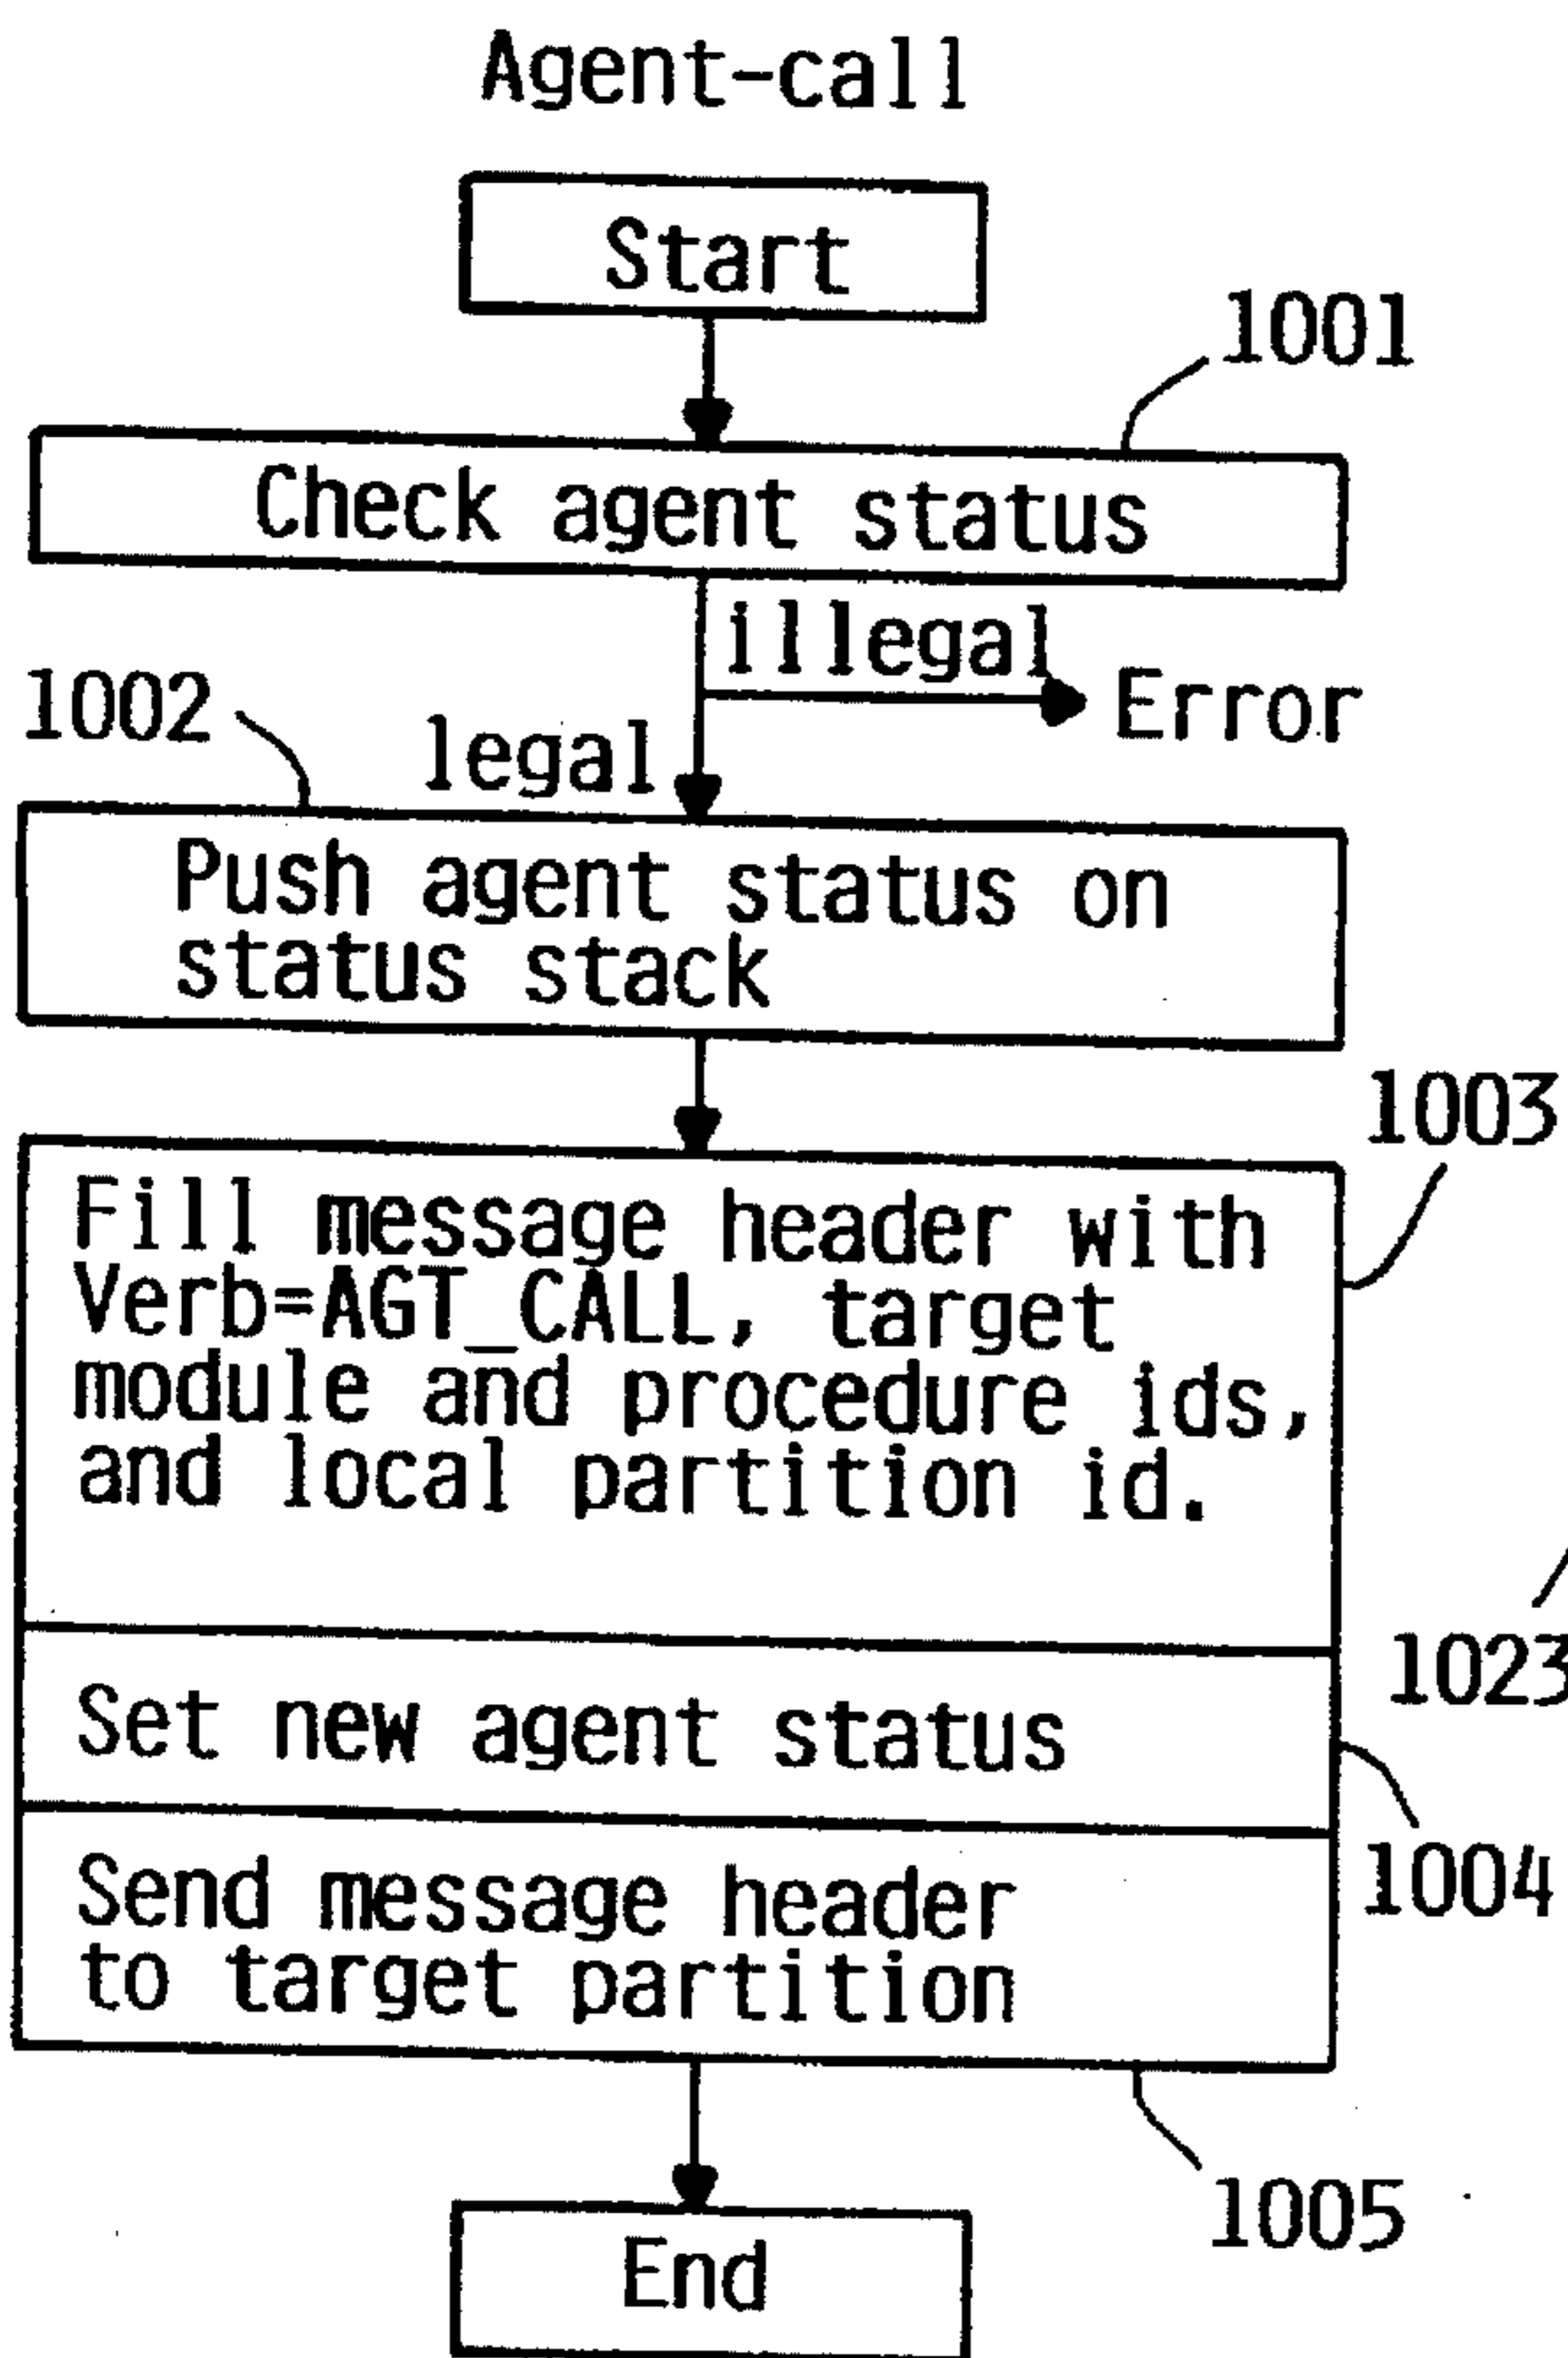 Agent-call
Start
1001
Check agent status
illegal
Error
1002
legal
Push agent status on
status stack
1003
Fill message header with
Verb=AGT_CALL, target
module and procedure ids,
and local partition id.
1023
Set new agent status
1004
Send message header
to target partition
1005
End